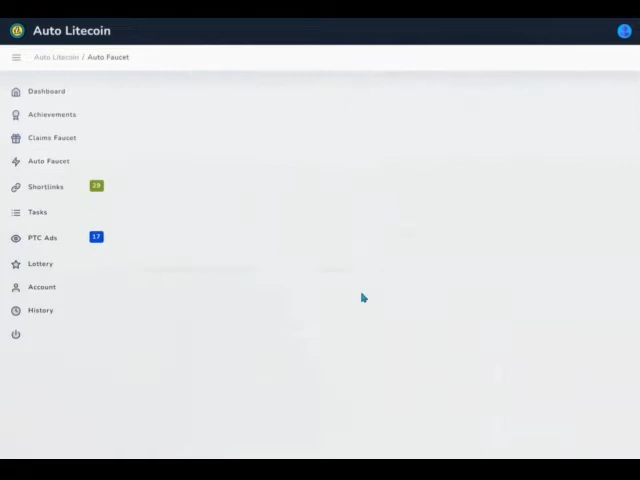 Auto Litecoin
Auto Litecoin / Auto Faucet
Dashboard
Achievements
Claims Faucet
Auto Faucet
Shortlinks 29
Tasks
PTC Ads 17
Lottery
Account
History